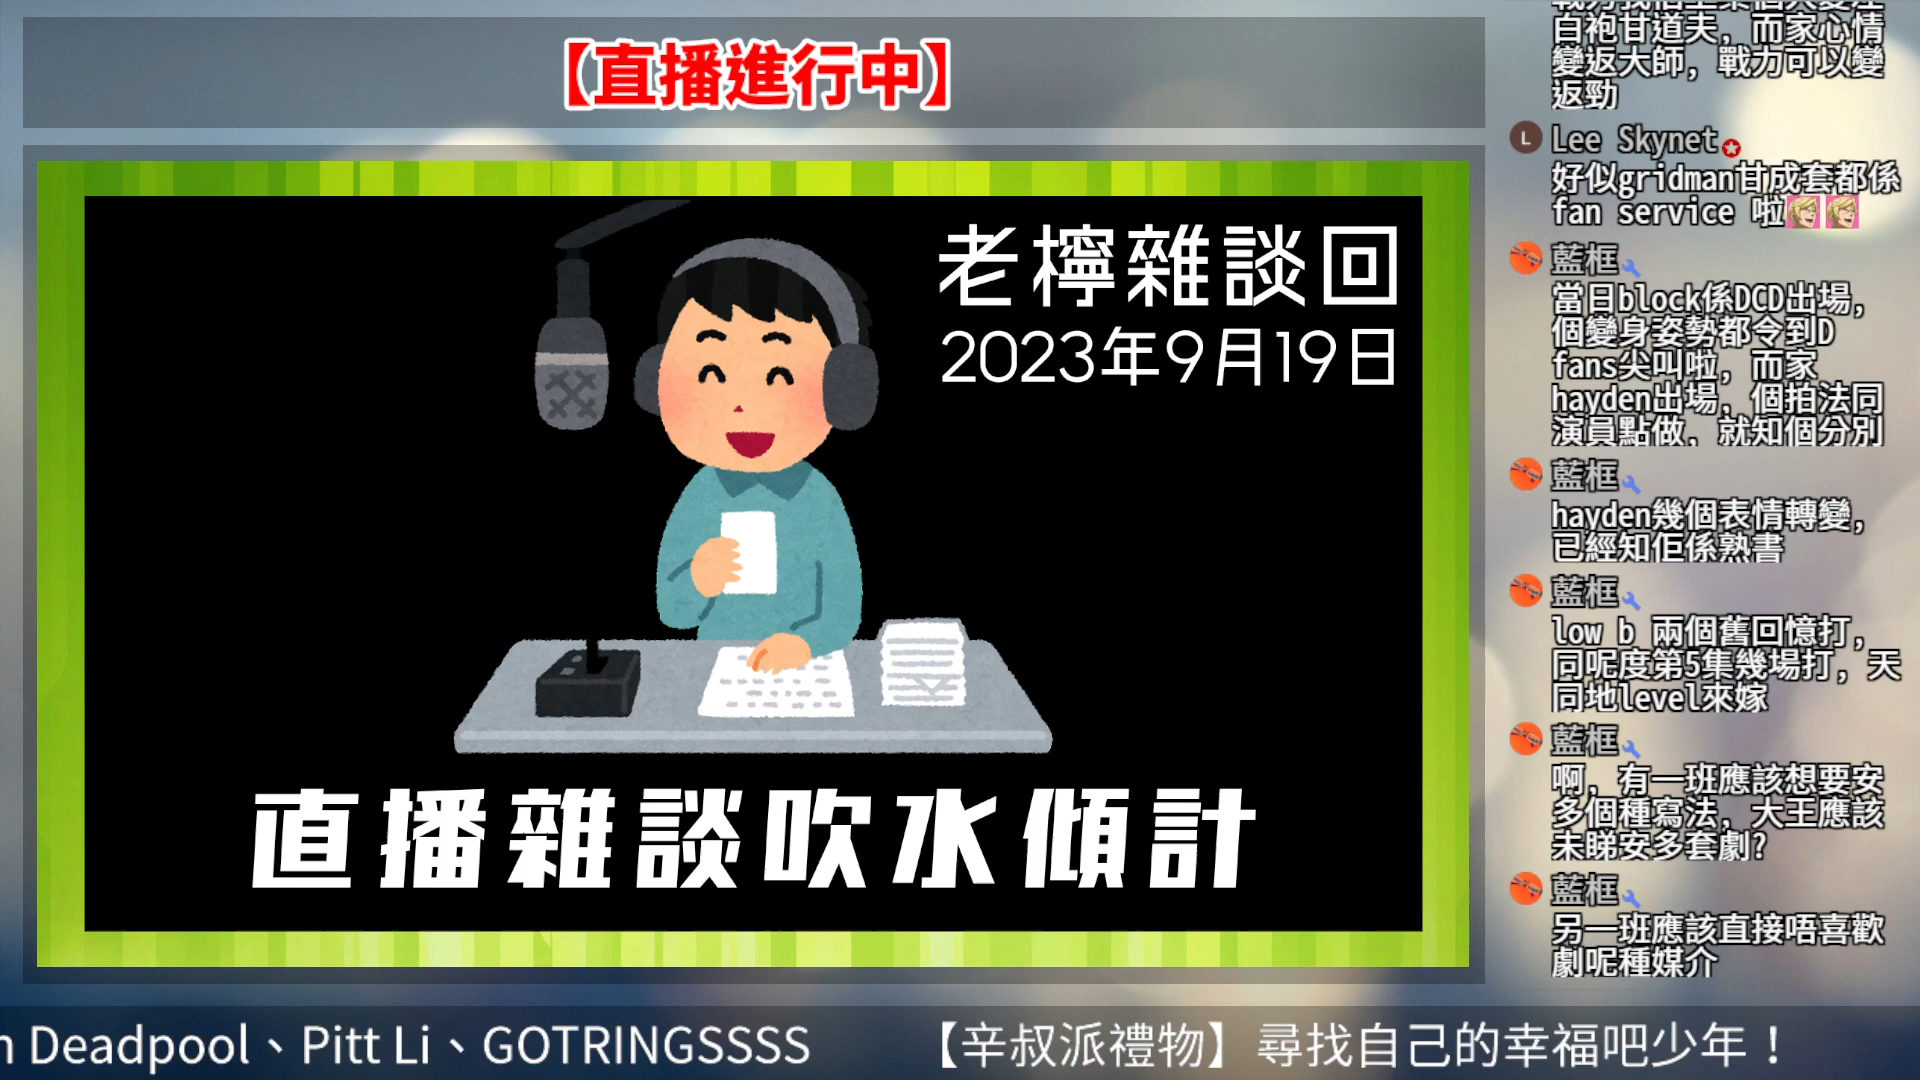 【直播進行中】
老檸雜談回
2023年9月19日
直播雜談吹水傾計
白袍甘道夫，而家心情
變返大師，戰力可以變
返勁
L Lee Skynet
好似gridman甘成套都係
fan service 啦
藍框
當日block係DCD出場，
個變身姿勢都令到D
fans尖叫啦，而家
hayden出場，個拍法同
演員點做，就知個分別
藍框
hayden幾個表情轉變，
已經知佢係熟書
藍框
low b 兩個舊回憶打，
同呢度第5集幾場打，天
同地level來嫁
藍框
啊，有一班應該想要安
多個種寫法，大王應該
未睇安多套劇?
藍框
另一班應該直接唔喜歡
劇呢種媒介
n Deadpool、Pitt Li、GOTRINGSSSS 【辛叔派禮物】尋找自己的幸福吧少年！